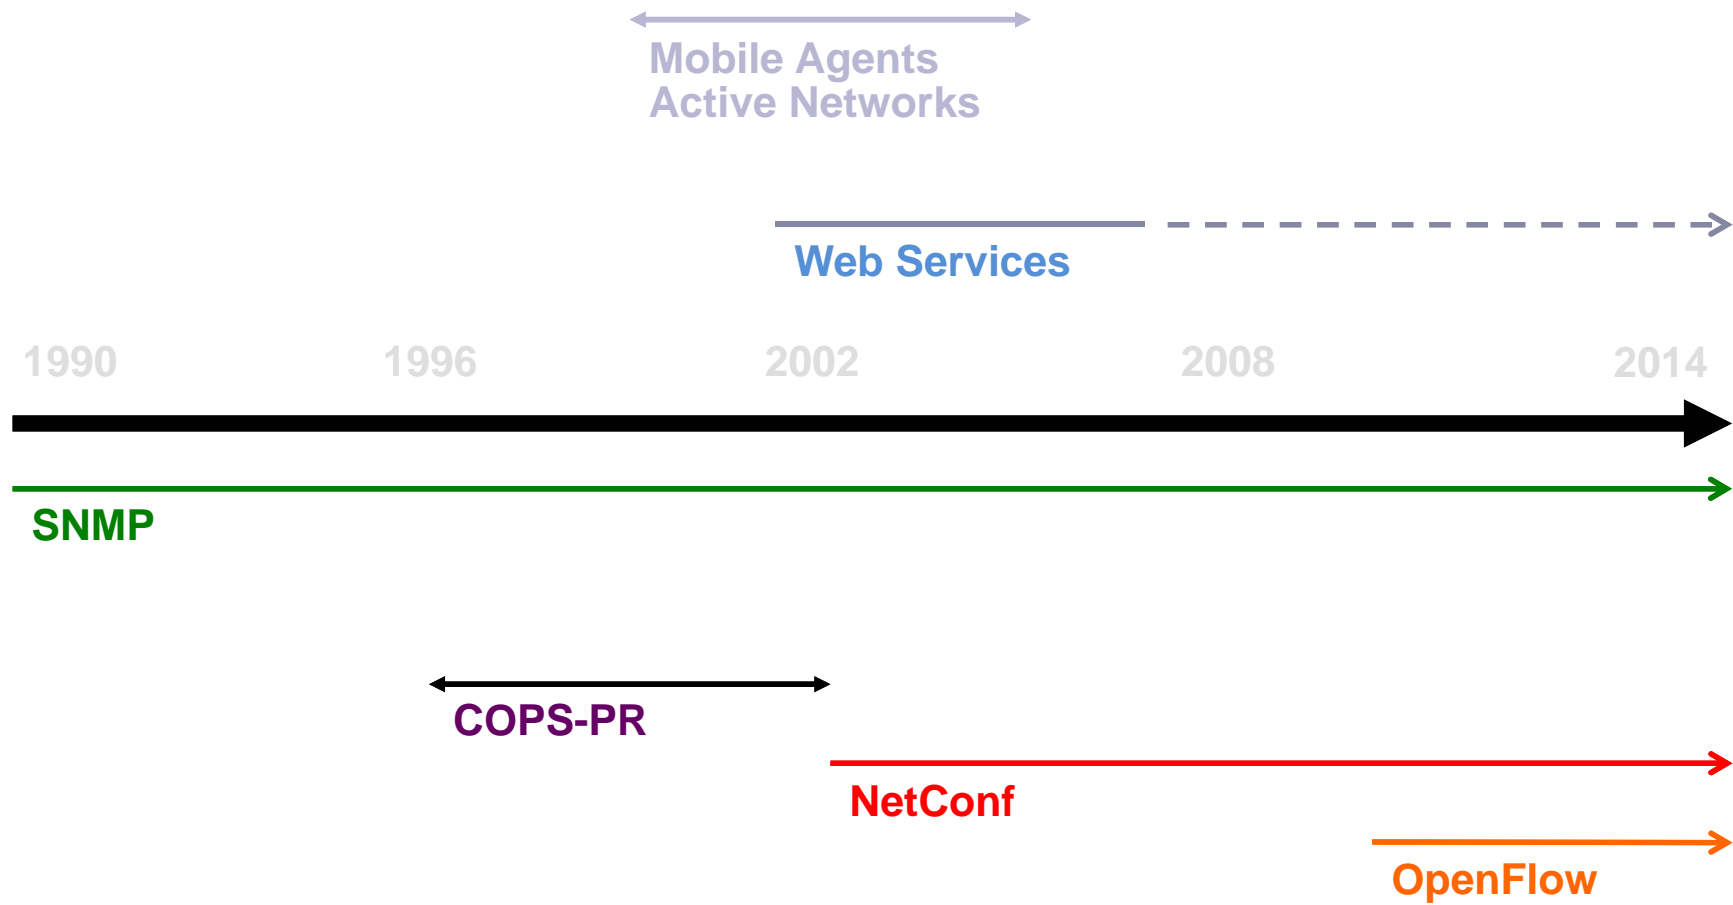 Mobile Agents
Active Networks
Web Services
1990 1996 2002 2008 2014
SNMP
COPS-PR
NetConf
OpenFlow